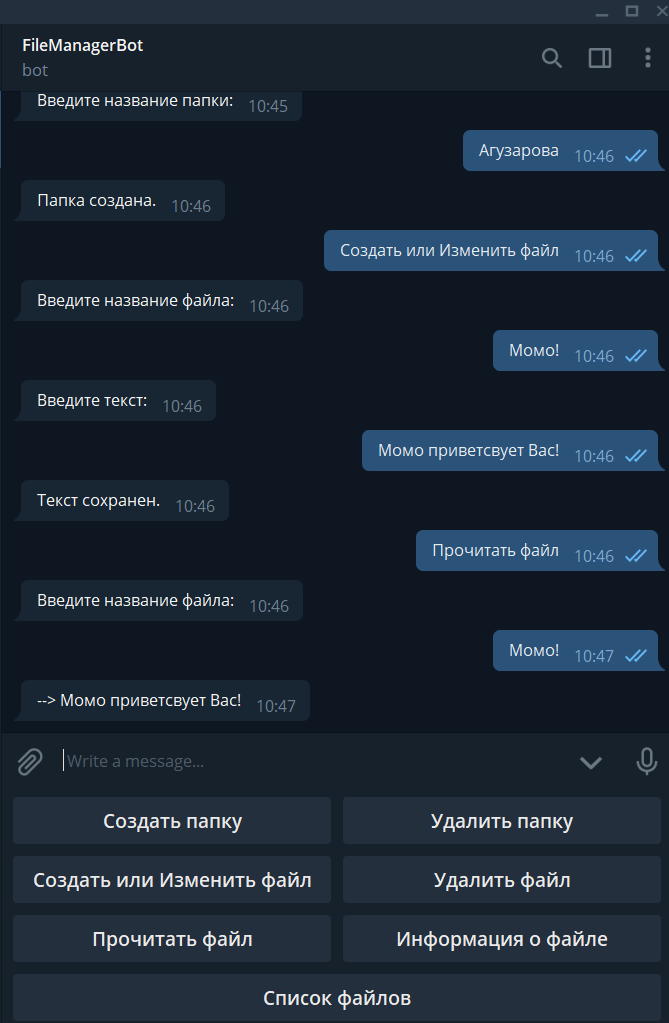 FileManagerBot
bot
Введите название папки: 10:45
Агузарова 10:46
Папка создана. 10:46
Создать или Изменить файл 10:46
Введите название файла: 10:46
Момо! 10:46
Введите текст: 10:46
Момо приветсвует Вас! 10:46
Текст сохранен. 10:46
Прочитать файл 10:46
Введите название файла: 10:46
Момо! 10:47
--> Момо приветсвует Вас! 10:47
Write a message...
Создать папку Удалить папку
Создать или Изменить файл Удалить файл
Прочитать файл Информация о файле
Список файлов